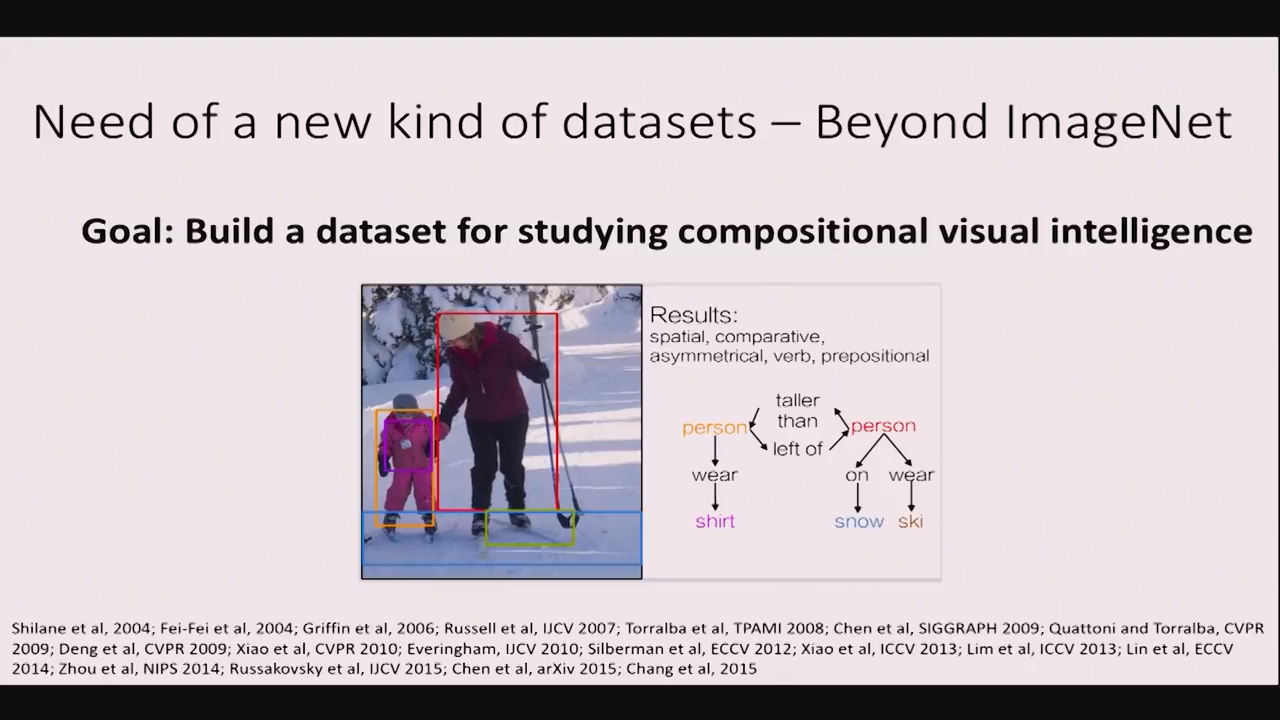 Need of a new kind of datasets – Beyond ImageNet
Goal: Build a dataset for studying compositional visual intelligence
Results:
spatial, comparative,
asymmetrical, verb, prepositional
taller
than
person
person
left of
wear
on
wear
shirt
snow
ski
Shilane et al, 2004; Fei-Fei et al, 2004; Griffin et al, 2006; Russell et al, IJCV 2007; Torralba et al, TPAMI 2008; Chen et al, SIGGRAPH 2009; Quattoni and Torralba, CVPR
2009; Deng et al, CVPR 2009; Xiao et al, CVPR 2010; Everingham, IJCV 2010; Silberman et al, ECCV 2012; Xiao et al, ICCV 2013; Lim et al, ICCV 2013; Lin et al, ECCV
2014; Zhou et al, NIPS 2014; Russakovsky et al, IJCV 2015; Chen et al, arXiv 2015; Chang et al, 2015